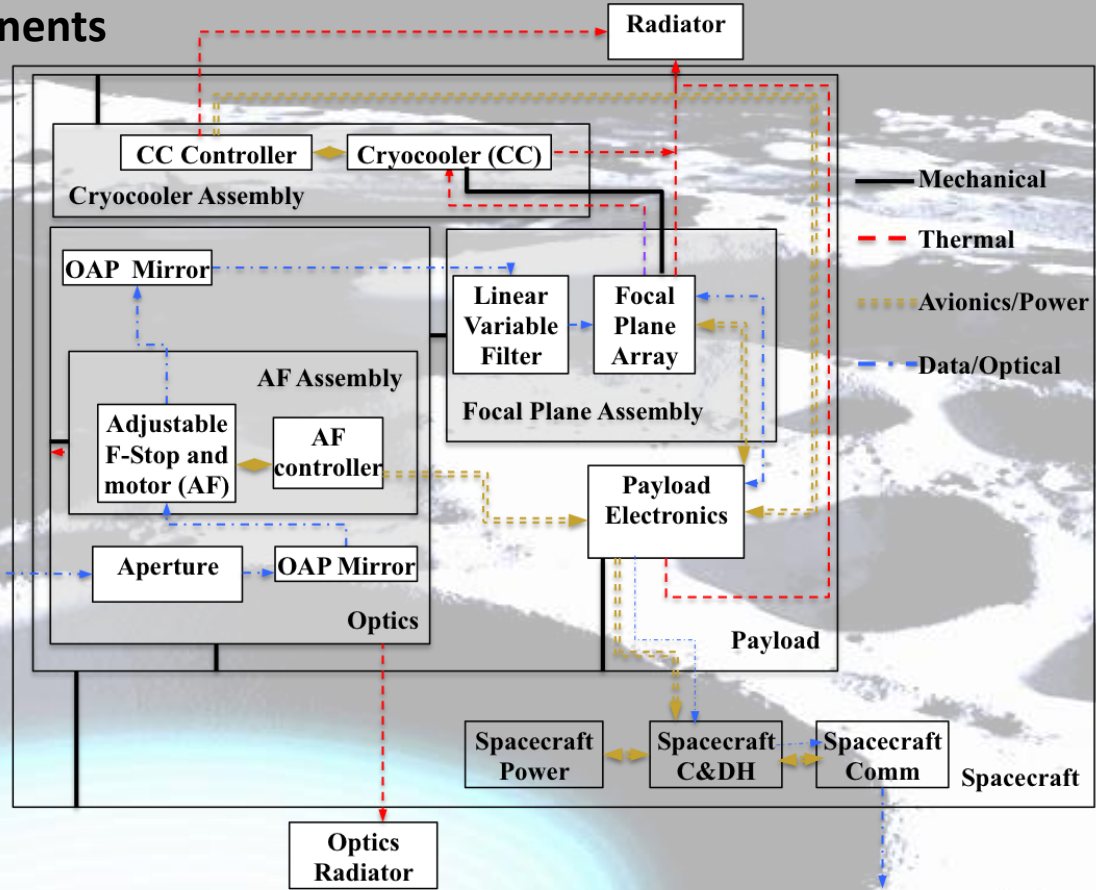 nents
Radiator
CC Controller
Cryocooler (CC)
Cryocooler Assembly
Mechanical
Thermal
Avionics/Power
Data/Optical
OAP Mirror
Linear
Variable
Filter
Focal
Plane
Array
Focal Plane Assembly
AF Assembly
Adjustable
F-Stop and
motor (AF)
AF
controller
Payload
Electronics
Aperture
OAP Mirror
Optics
Payload
Spacecraft
Power
Spacecraft
C&DH
Spacecraft
Comm
Spacecraft
Optics
Radiator